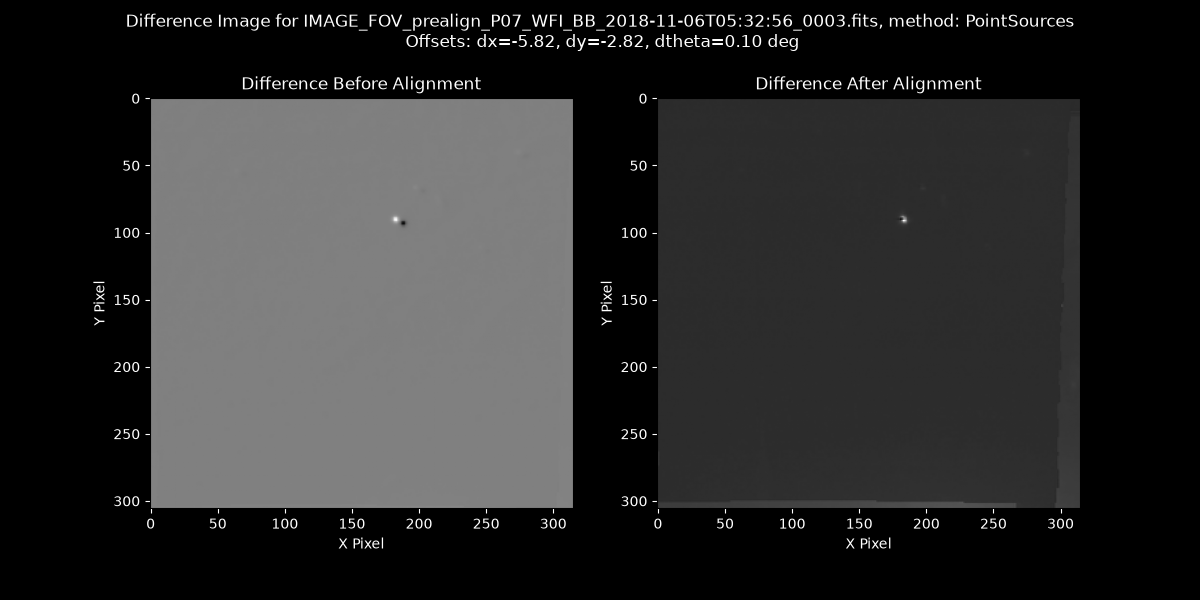 Difference Image for IMAGE_FOV_prealign_P07_WFI_BB_2018-11-06T05:32:56_0003.fits, method: PointSources
Offsets: dx=-5.82, dy=-2.82, dtheta=0.10 deg
Difference Before Alignment
0
50
100
150
200
250
300
Y Pixel
0 50 100 150 200 250 300
X Pixel
Difference After Alignment
0
50
100
150
200
250
300
Y Pixel
0 50 100 150 200 250 300
X Pixel